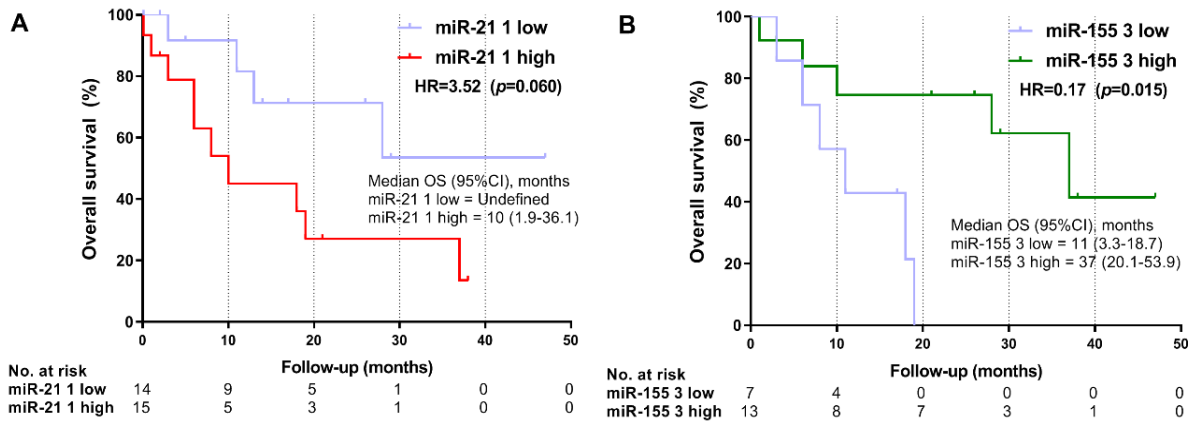 A
Overall survival (%)
100
80
60
40
20
0
miR-21 1 low
miR-21 1 high
HR=3.52 (p=0.060)
Median OS (95%CI), months
miR-21 1 low = Undefined
miR-21 1 high = 10 (1.9-36.1)
0 10 20 30 40 50
Follow-up (months)
No. at risk
miR-21 1 low 14 9 5 1 0 0
miR-21 1 high 15 5 3 1 0 0
B
Overall survival (%)
100
80
60
40
20
0
miR-155 3 low
miR-155 3 high
HR=0.17 (p=0.015)
Median OS (95%CI), months
miR-155 3 low = 11 (3.3-18.7)
miR-155 3 high = 37 (20.1-53.9)
0 10 20 30 40 50
Follow-up (months)
No. at risk
miR-155 3 low 7 4 0 0 0 0
miR-155 3 high 13 8 7 3 1 0